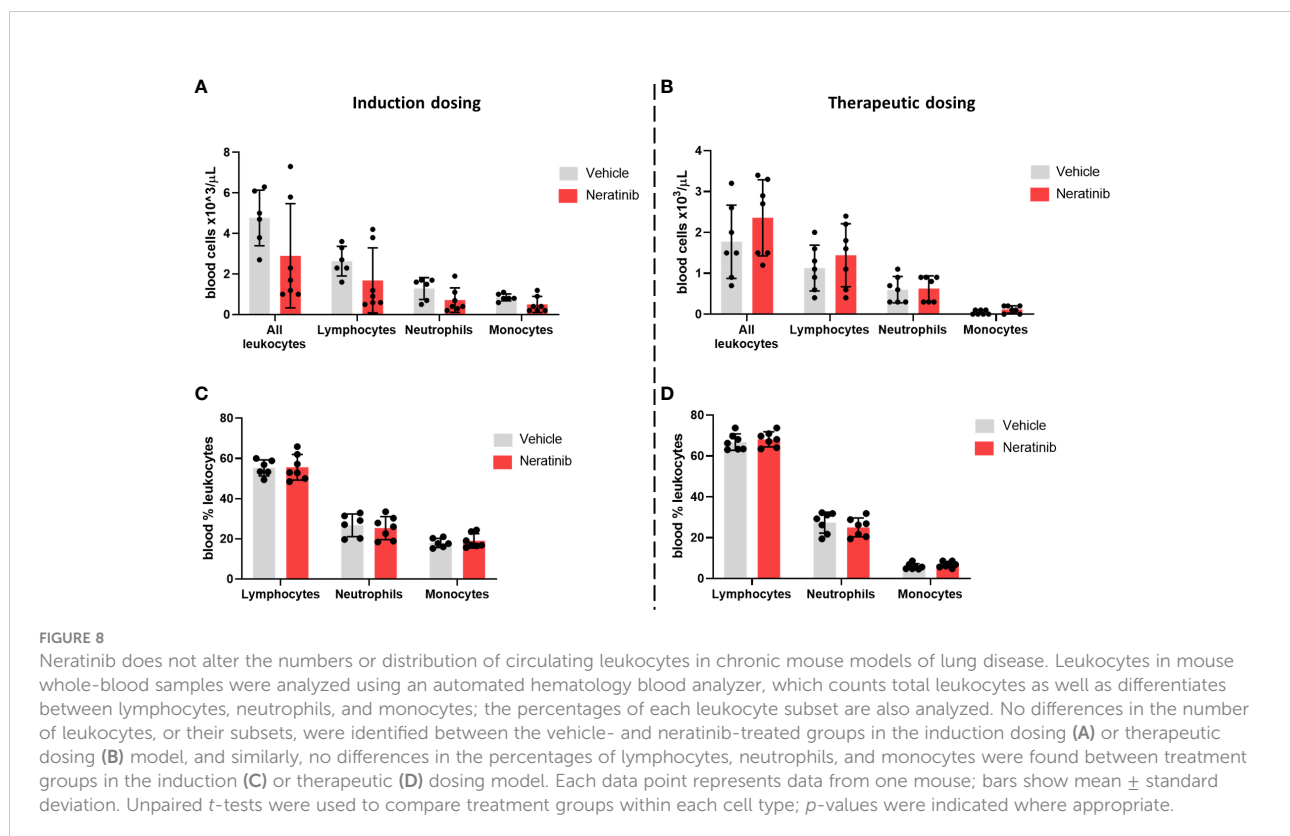 A
Induction dosing
blood cells x10^3/μL
8
6
4
2
0
All
leukocytes
Lymphocytes
Neutrophils
Monocytes
Vehicle
Neratinib
B
Therapeutic dosing
blood cells x10³/μL
4
3
2
1
0
All
leukocytes
Lymphocytes
Neutrophils
Monocytes
Vehicle
Neratinib
C
blood % leukocytes
80
60
40
20
0
Lymphocytes
Neutrophils
Monocytes
Vehicle
Neratinib
D
blood % leukocytes
80
60
40
20
0
Lymphocytes
Neutrophils
Monocytes
Vehicle
Neratinib
FIGURE 8
Neratinib does not alter the numbers or distribution of circulating leukocytes in chronic mouse models of lung disease. Leukocytes in mouse
whole-blood samples were analyzed using an automated hematology blood analyzer, which counts total leukocytes as well as differentiates
between lymphocytes, neutrophils, and monocytes; the percentages of each leukocyte subset are also analyzed. No differences in the number
of leukocytes, or their subsets, were identified between the vehicle- and neratinib-treated groups in the induction dosing (A) or therapeutic
dosing (B) model, and similarly, no differences in the percentages of lymphocytes, neutrophils, and monocytes were found between treatment
groups in the induction (C) or therapeutic (D) dosing model. Each data point represents data from one mouse; bars show mean ± standard
deviation. Unpaired t-tests were used to compare treatment groups within each cell type; p-values were indicated where appropriate.